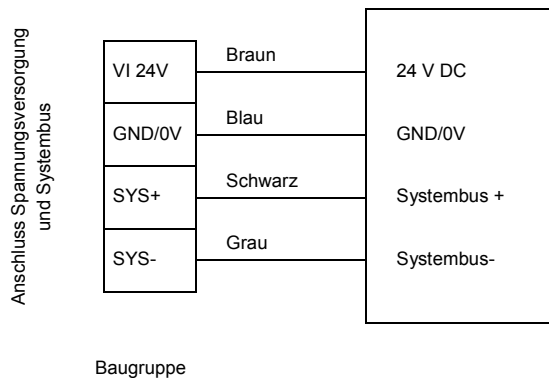 Anschluss Spannungsversorgung
und Systembus
VI 24V
Braun
24 V DC
GND/0V
Blau
GND/0V
SYS+
Schwarz
Systembus +
SYS-
Grau
Systembus-
Baugruppe